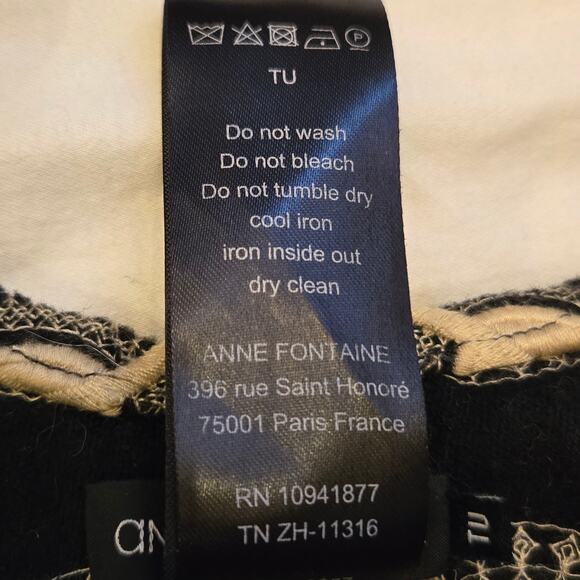 P
TU
Do not wash
Do not bleach
Do not tumble dry
cool iron
iron inside out
dry clean
ANNE FONTAINE
396 rue Saint Honoré
75001 Paris France
RN 10941877
TN ZH-11316
an
TU